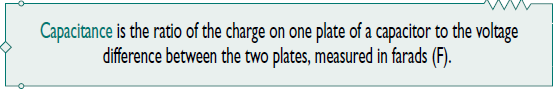 Capacitance is the ratio of the charge on one plate of a capacitor to the voltage
difference between the two plates, measured in farads (F).